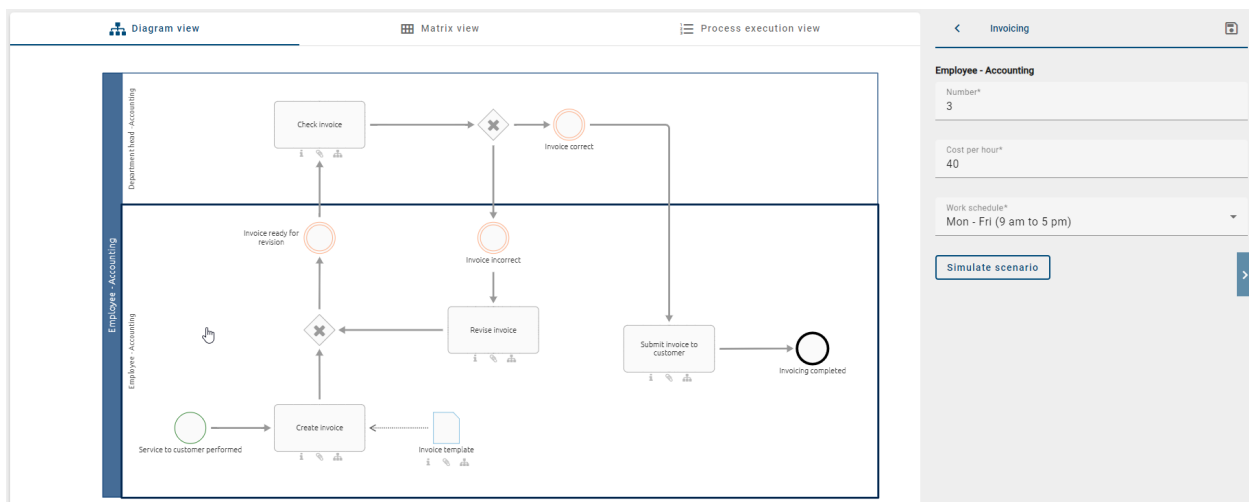 Diagram view
Matrix view
Process execution view
Invoicing
Employee - Accounting
Number*
3
Cost per hour*
40
Work schedule*
Mon - Fri (9 am to 5 pm)
Simulate scenario
Employee - Accounting
Department head - Accounting
Check invoice
Invoice correct
Employee - Accounting
Invoice ready for
revision
Invoice incorrect
Revise invoice
Submit invoice to
customer
Invoicing completed
Service to customer performed
Create invoice
Invoice template